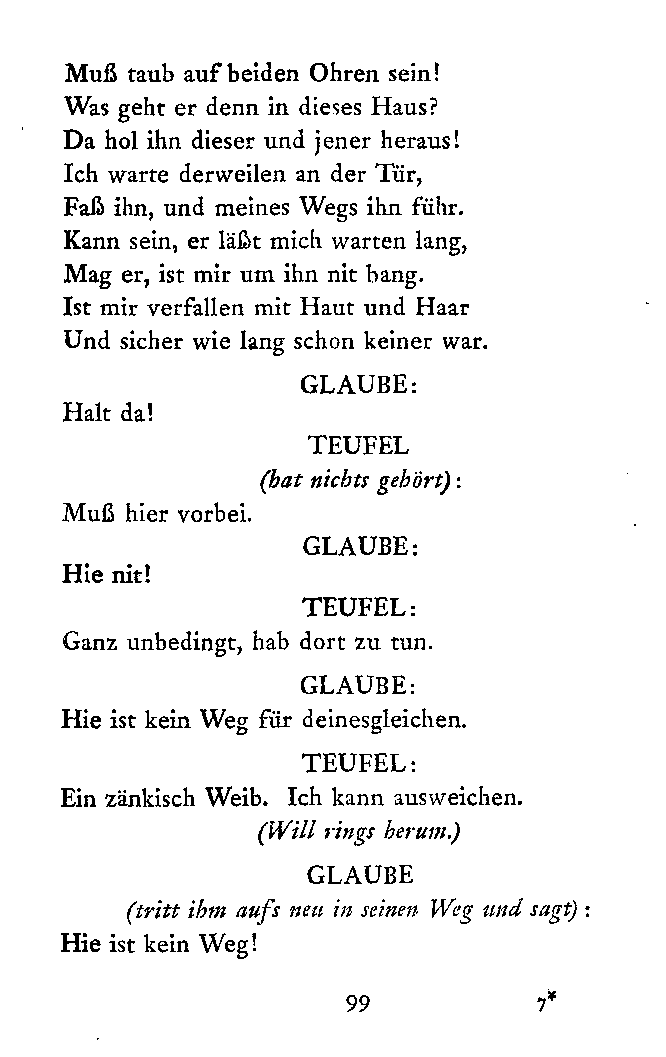 Muß taub auf beiden Ohren sein!
Was geht er denn in dieses Haus?
Da hol ihn dieser und jener heraus!
Ich warte derweilen an der Tür,
Faß ihn, und meines Wegs ihn führ.
Kann sein, er läßt mich warten lang,
Mag er, ist mir um ihn nit bang.
Ist mir verfallen mit Haut und Haar
Und sicher wie lang schon keiner war.
GLAUBE:
Halt da!
TEUFEL
(hat nichts gehört):
Muß hier vorbei.
GLAUBE:
Hie nit!
TEUFEL:
Ganz unbedingt, hab dort zu tun.
GLAUBE:
Hie ist kein Weg für deinesgleichen.
TEUFEL:
Ein zänkisch Weib. Ich kann ausweichen.
(Will rings herum.)
GLAUBE
(tritt ihm aufs neu in seinen Weg und sagt):
Hie ist kein Weg!
99 7*